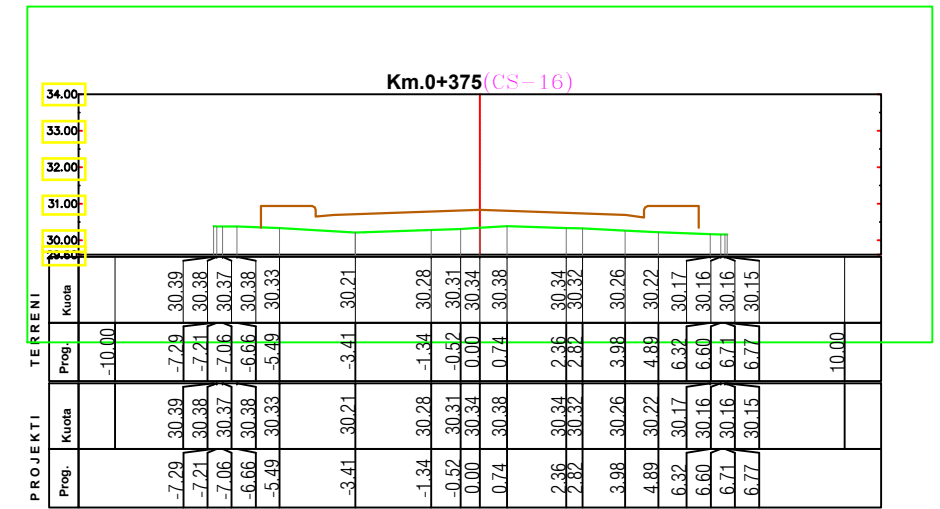 Km.0+375(CS-16)
34.00
33.00
32.00
31.00
30.00
29.60
TERRENI
Kuota 30.39 30.38 30.37 30.38 30.33 30.21 30.28 30.31 30.34 30.38 30.34 30.32 30.26 30.22 30.17 30.16 30.16 30.15
Prog. -10.00 -7.29 -7.21 -7.06 -6.66 -5.49 -3.41 -1.34 -0.52 0.00 0.74 2.36 2.82 3.98 4.89 6.32 6.60 6.71 6.77 10.00
PROJEKTI
Kuota 30.39 30.38 30.37 30.38 30.33 30.21 30.28 30.31 30.34 30.38 30.34 30.32 30.26 30.22 30.17 30.16 30.16 30.15
Prog. -7.29 -7.21 -7.06 -6.66 -5.49 -3.41 -1.34 -0.52 0.00 0.74 2.36 2.82 3.98 4.89 6.32 6.60 6.71 6.77